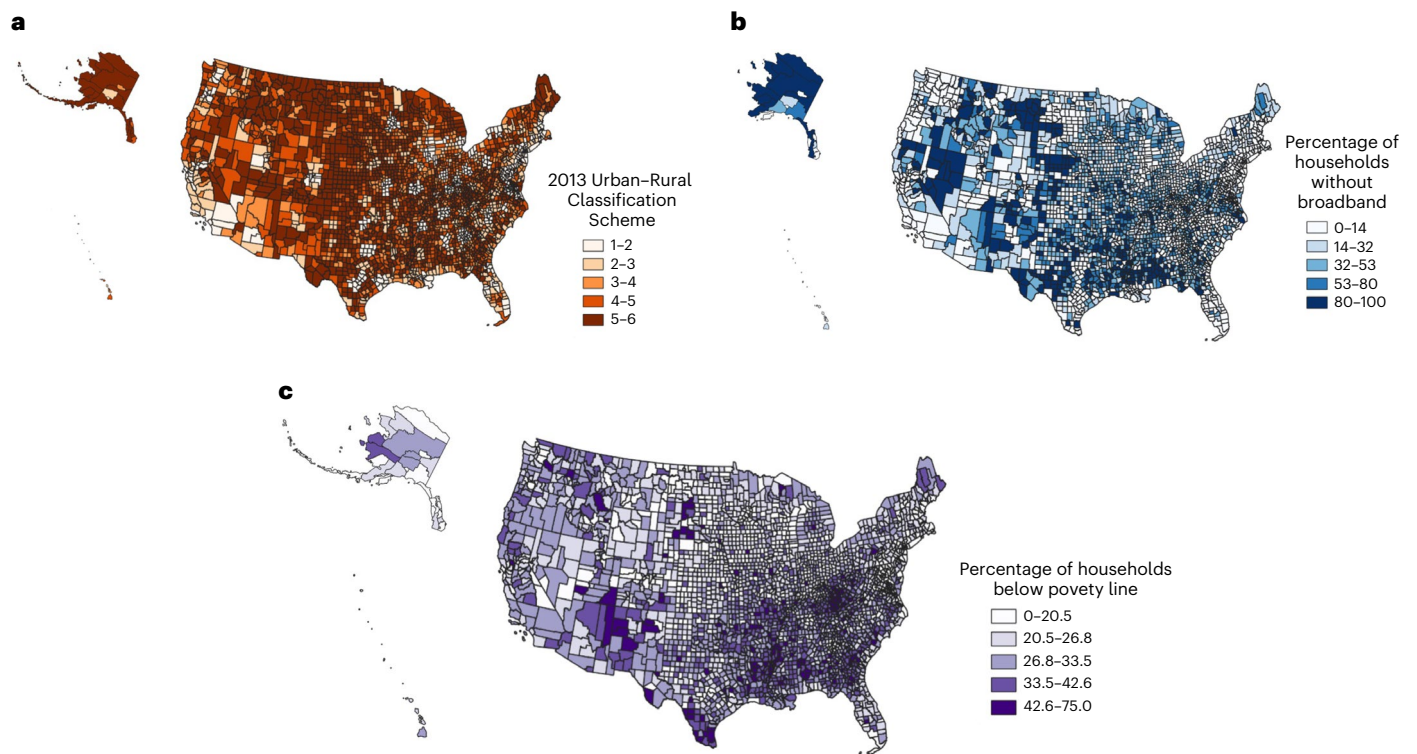 a
2013 Urban–Rural
Classification
Scheme
1–2
2–3
3–4
4–5
5–6
b
Percentage of
households
without
broadband
0–14
14–32
32–53
53–80
80–100
c
Percentage of households
below povety line
0–20.5
20.5–26.8
26.8–33.5
33.5–42.6
42.6–75.0